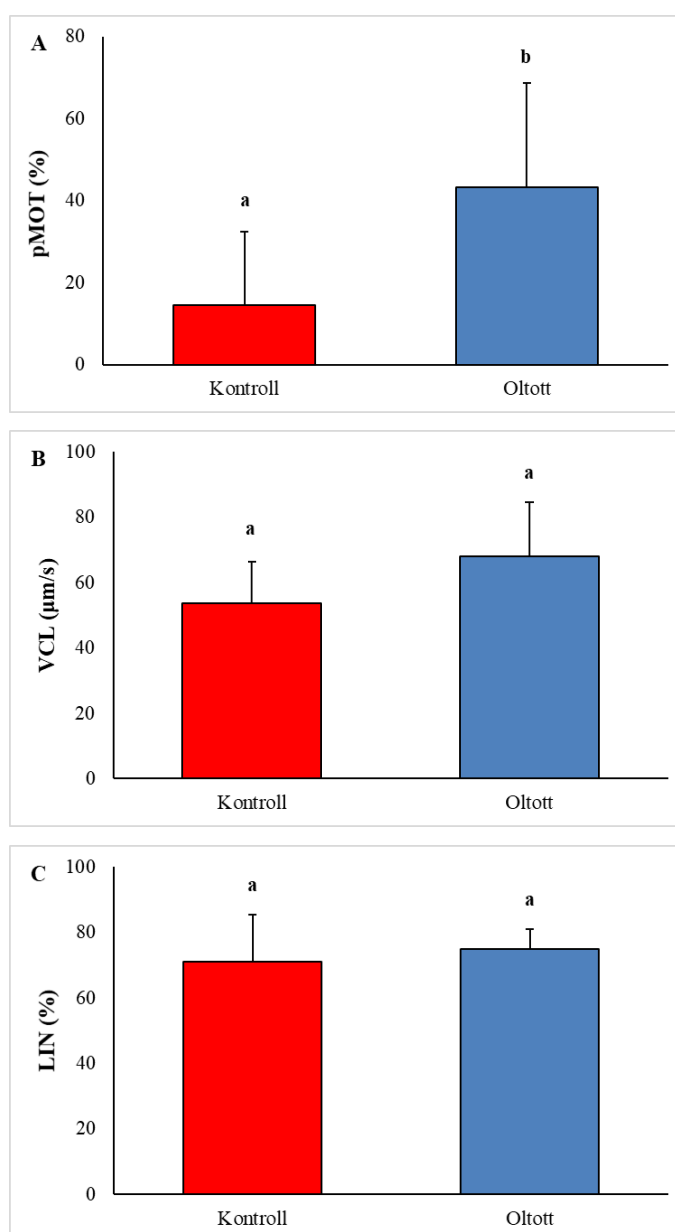 A
pMOT (%)
80
60
40
20
0
a
b
Kontroll
Oltott
B
VCL (µm/s)
100
80
60
40
20
0
a
a
Kontroll
Oltott
C
LIN (%)
100
80
60
40
20
0
a
a
Kontroll
Oltott